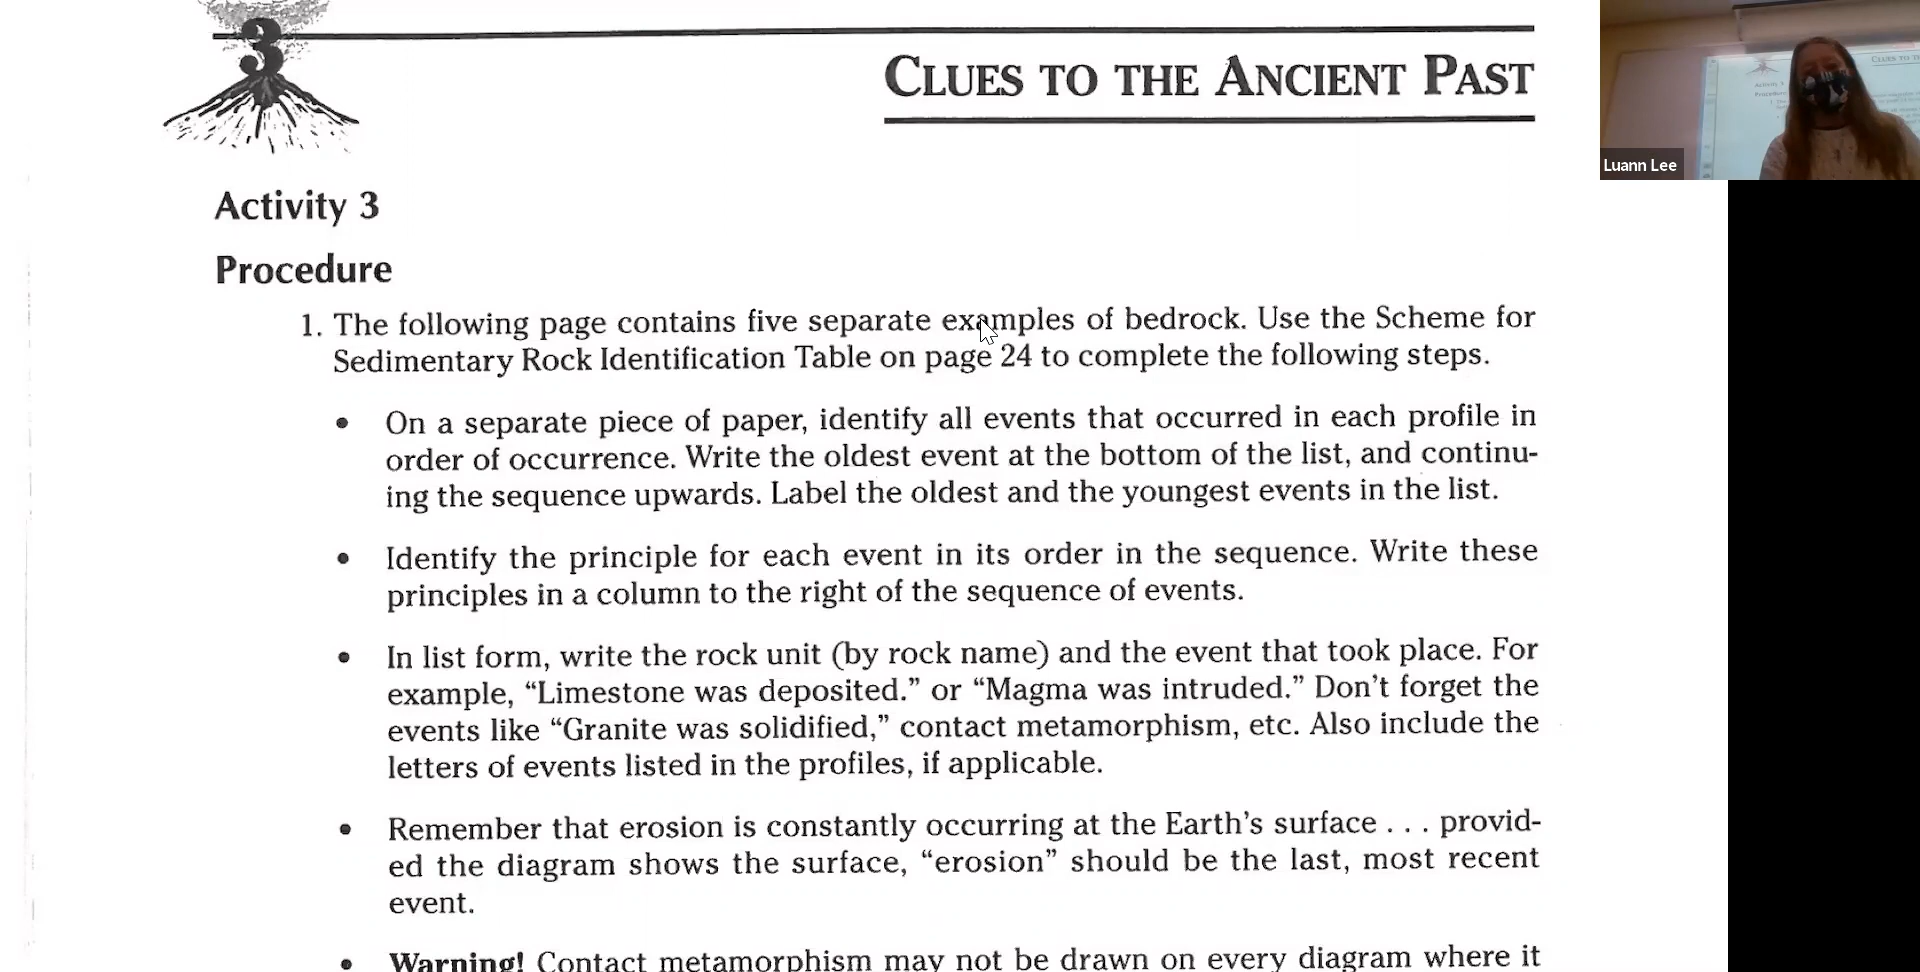 3
CLUES TO THE ANCIENT PAST
Luann Lee
Activity 3
Procedure
1. The following page contains five separate examples of bedrock. Use the Scheme for
Sedimentary Rock Identification Table on page 24 to complete the following steps.
• On a separate piece of paper, identify all events that occurred in each profile in
order of occurrence. Write the oldest event at the bottom of the list, and continu-
ing the sequence upwards. Label the oldest and the youngest events in the list.
• Identify the principle for each event in its order in the sequence. Write these
principles in a column to the right of the sequence of events.
• In list form, write the rock unit (by rock name) and the event that took place. For
example, “Limestone was deposited.” or “Magma was intruded.” Don’t forget the
events like “Granite was solidified,” contact metamorphism, etc. Also include the
letters of events listed in the profiles, if applicable.
• Remember that erosion is constantly occurring at the Earth’s surface . . . provid-
ed the diagram shows the surface, “erosion” should be the last, most recent
event.
• Warning! Contact metamorphism may not be drawn on every diagram where it